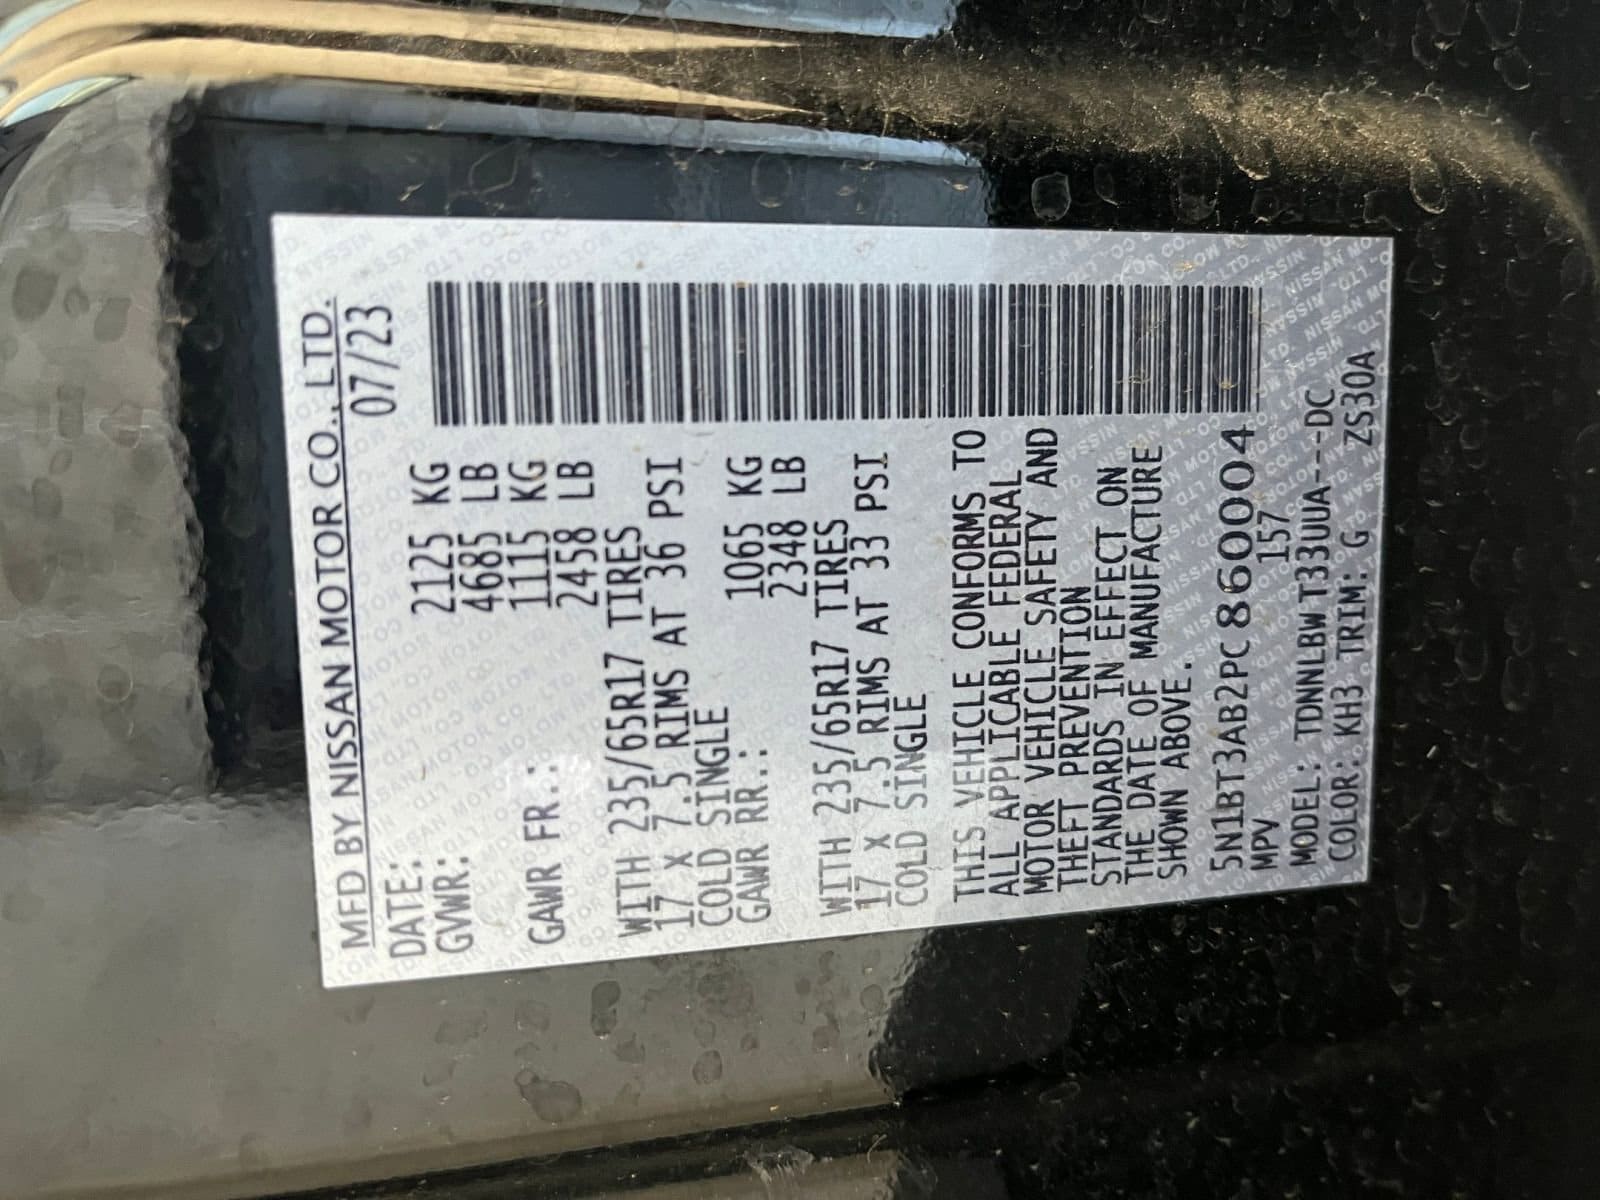 MFD BY NISSAN MOTOR CO., LTD.
DATE: 07/23
GVWR: 2125 KG
4685 LB
GAWR FR.: 1115 KG
2458 LB
WITH 235/65R17 TIRES
17 X 7.5 RIMS AT 36 PSI
COLD SINGLE
GAWR RR.: 1065 KG
2348 LB
WITH 235/65R17 TIRES
17 X 7.5 RIMS AT 33 PSI
COLD SINGLE
THIS VEHICLE CONFORMS TO
ALL APPLICABLE FEDERAL
MOTOR VEHICLE SAFETY AND
THEFT PREVENTION
STANDARDS IN EFFECT ON
THE DATE OF MANUFACTURE
SHOWN ABOVE.
5N1BT3AB2PC860004
MPV 157
MODEL: TDNNLBWT33UUA---DC
COLOR: KH3 TRIM: G ZS30A